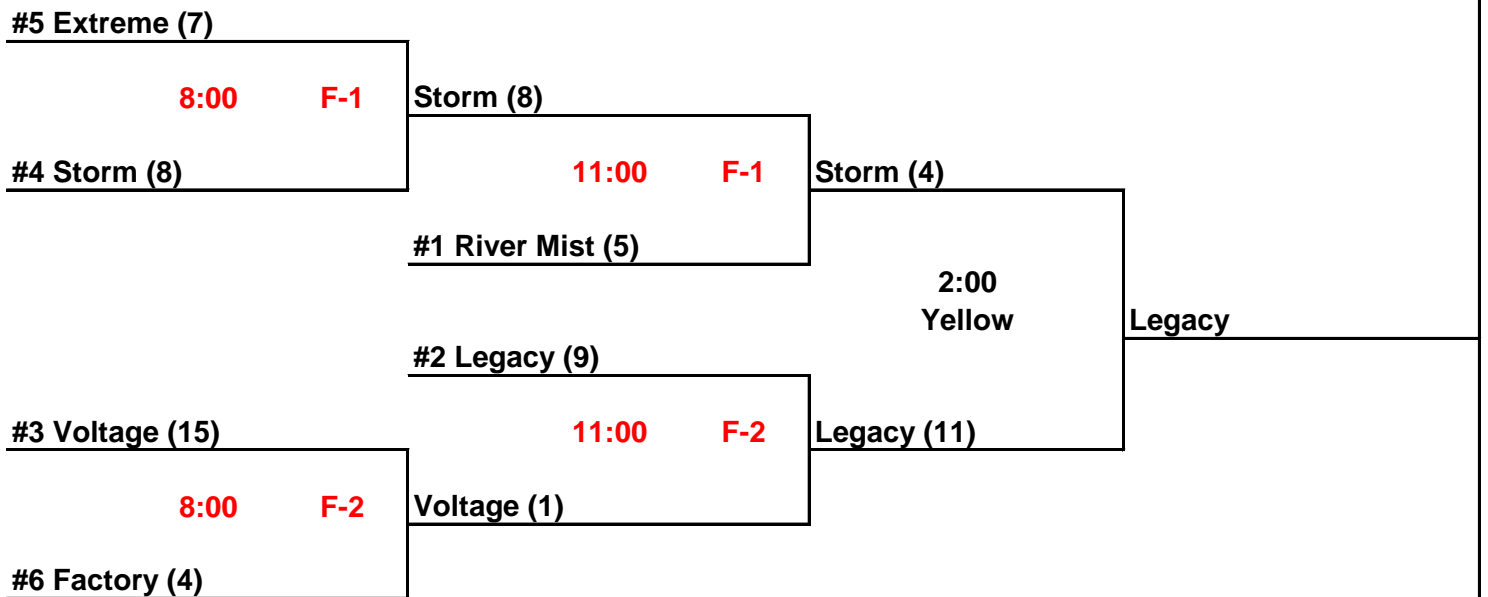 #5 Extreme (7)
8:00 F-1 Storm (8)
#4 Storm (8) 11:00 F-1 Storm (4)
#1 River Mist (5)
2:00
Yellow Legacy
#2 Legacy (9)
#3 Voltage (15) 11:00 F-2 Legacy (11)
8:00 F-2 Voltage (1)
#6 Factory (4)